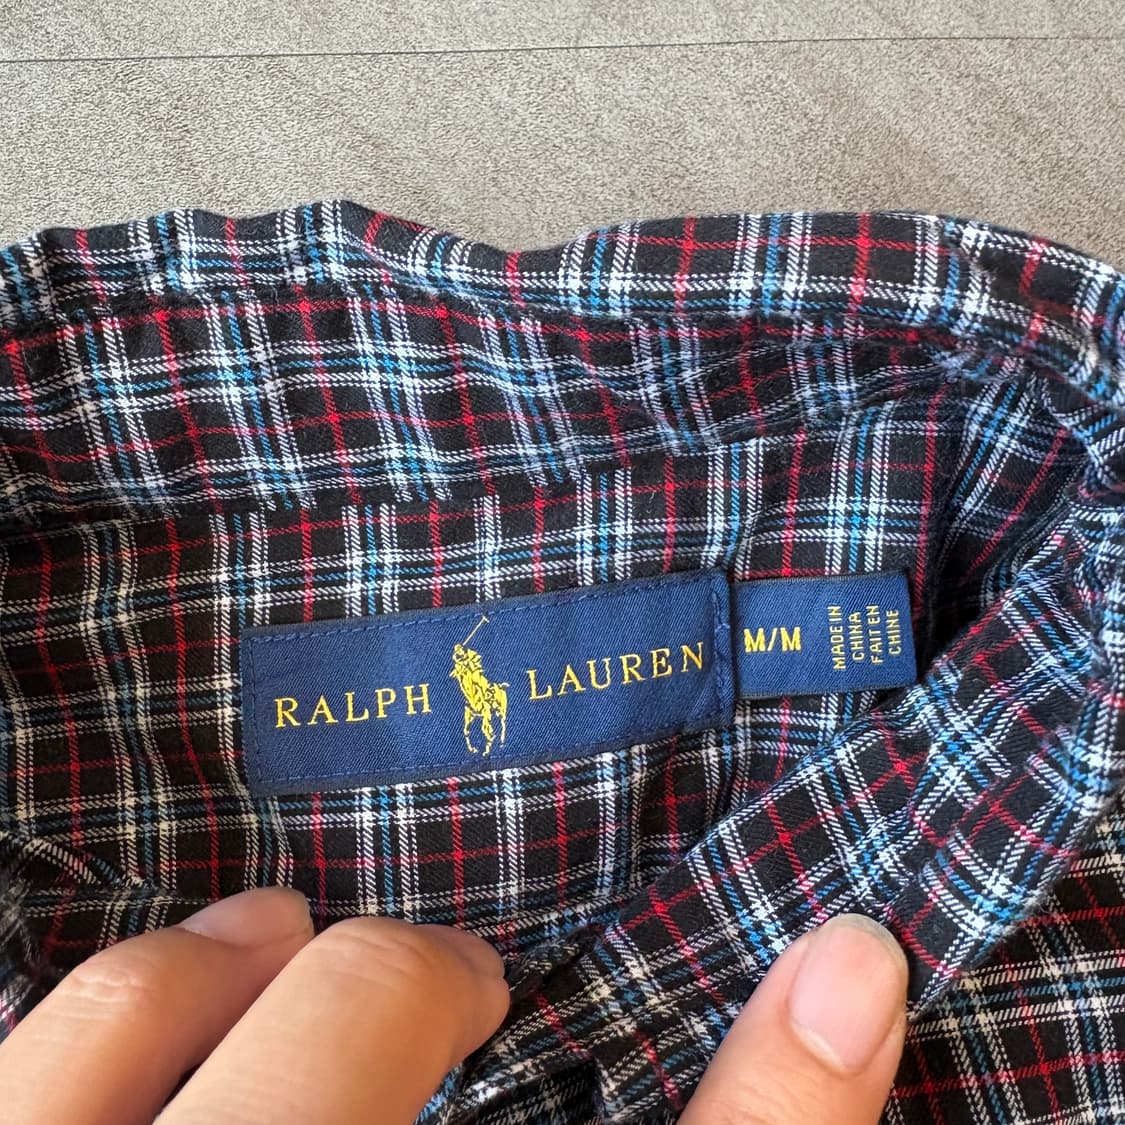 RALPH LAUREN
M/M
MADE IN
CHINA
FAIT EN
CHINE